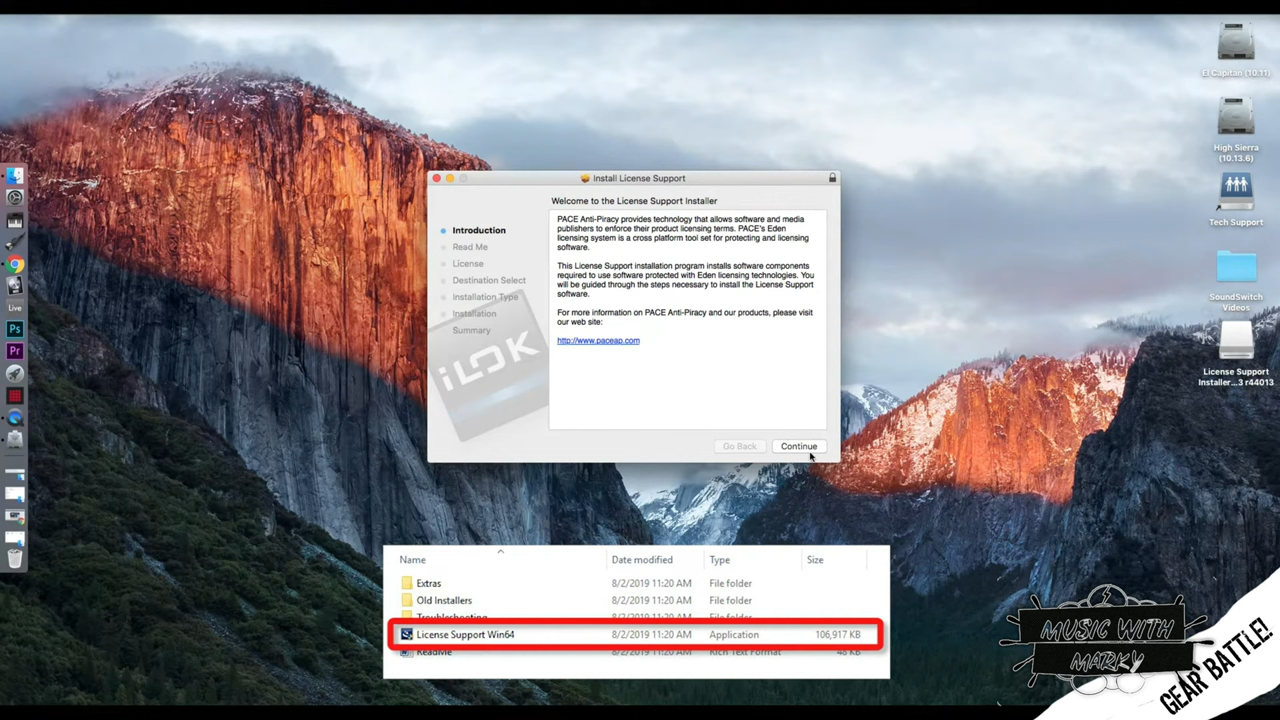 El Capitan (10.11)
High Sierra
(10.13.6)
Tech Support
SoundSwitch
Videos
License Support
Installer...3 r44013
Live
Ps
Pr
Install License Support
Welcome to the License Support Installer
Introduction
Read Me
License
Destination Select
Installation Type
Installation
Summary
iLOK
PACE Anti-Piracy provides technology that allows software and media
publishers to enforce their product licensing terms. PACE's Eden
licensing system is a cross platform tool set for protecting and licensing
software.
This License Support installation program installs software components
required to use software protected with Eden licensing technologies. You
will be guided through the steps necessary to install the License Support
software.
For more information on PACE Anti-Piracy and our products, please visit
our web site:
http://www.paceap.com
Go Back Continue
Name Date modified Type Size
Extras 8/2/2019 11:20 AM File folder
Old Installers 8/2/2019 11:20 AM File folder
Troubleshooting 8/2/2019 11:20 AM File folder
License Support Win64 8/2/2019 11:20 AM Application 106,917 KB
ReadMe 8/2/2019 11:20 AM Rich Text Format 48 KB
MUSIC WITH
MARKY
GEAR BATTLE!